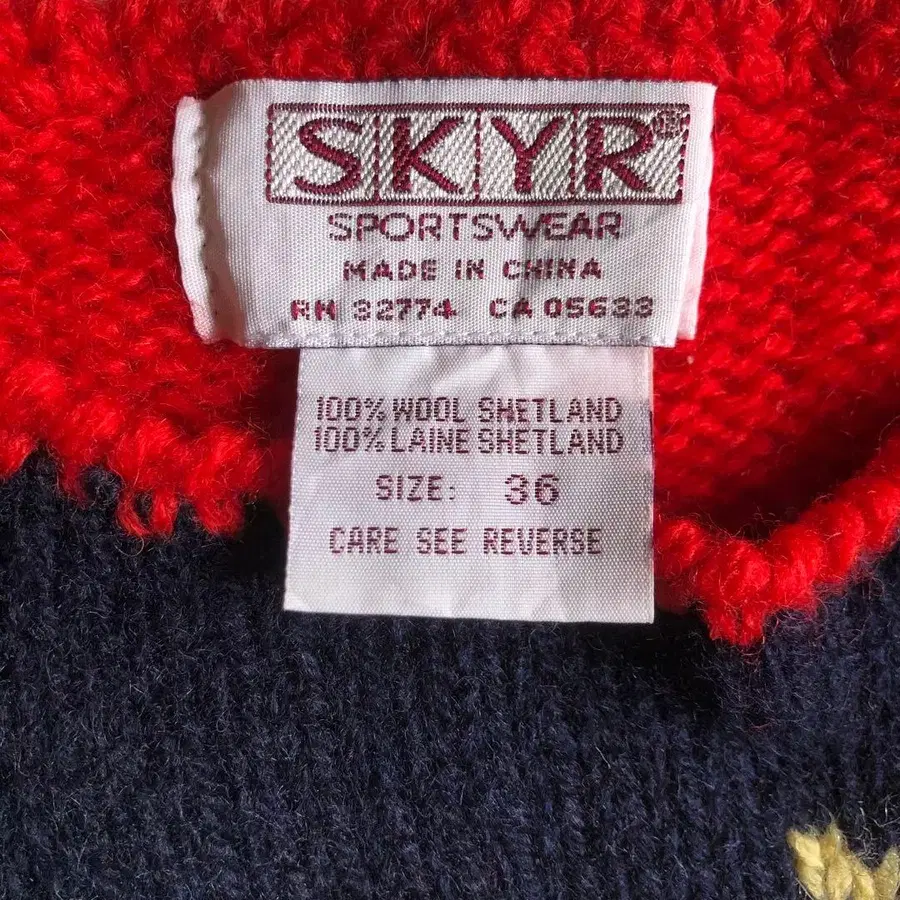 SKYR®
SPORTSWEAR
MADE IN CHINA
RN 32774 CA 05633
100% WOOL SHETLAND
100% LAINE SHETLAND
SIZE: 36
CARE SEE REVERSE